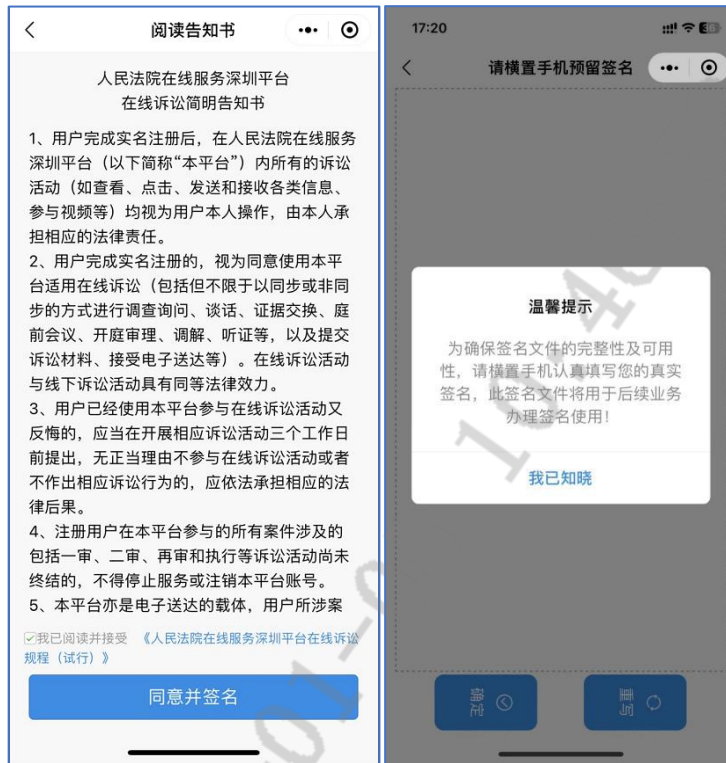 阅读告知书
人民法院在线服务深圳平台
在线诉讼简明告知书
1、用户完成实名注册后，在人民法院在线服务
深圳平台（以下简称“本平台”）内所有的诉讼
活动（如查看、点击、发送和接收各类信息、
参与视频等）均视为用户本人操作，由本人承
担相应的法律责任。
2、用户完成实名注册的，视为同意使用本平
台适用在线诉讼（包括但不限于以同步或非同
步的方式进行调查询问、谈话、证据交换、庭
前会议、开庭审理、调解、听证等，以及提交
诉讼材料、接受电子送达等）。在线诉讼活动
与线下诉讼活动具有同等法律效力。
3、用户已经使用本平台参与在线诉讼活动又
反悔的，应当在开展相应诉讼活动三个工作日
前提出，无正当理由不参与在线诉讼活动或者
不作出相应诉讼行为的，应依法承担相应的法
律后果。
4、注册用户在本平台参与的所有案件涉及的
包括一审、二审、再审和执行等诉讼活动尚未
终结的，不得停止服务或注销本平台账号。
5、本平台亦是电子送达的载体，用户所涉案
我已阅读并接受 《人民法院在线服务深圳平台在线诉讼
规程（试行）》
同意并签名
17:20
请横置手机预留签名
温馨提示
为确保签名文件的完整性及可用
性，请横置手机认真填写您的真实
签名，此签名文件将用于后续业务
办理签名使用！
我已知晓
确定
重写